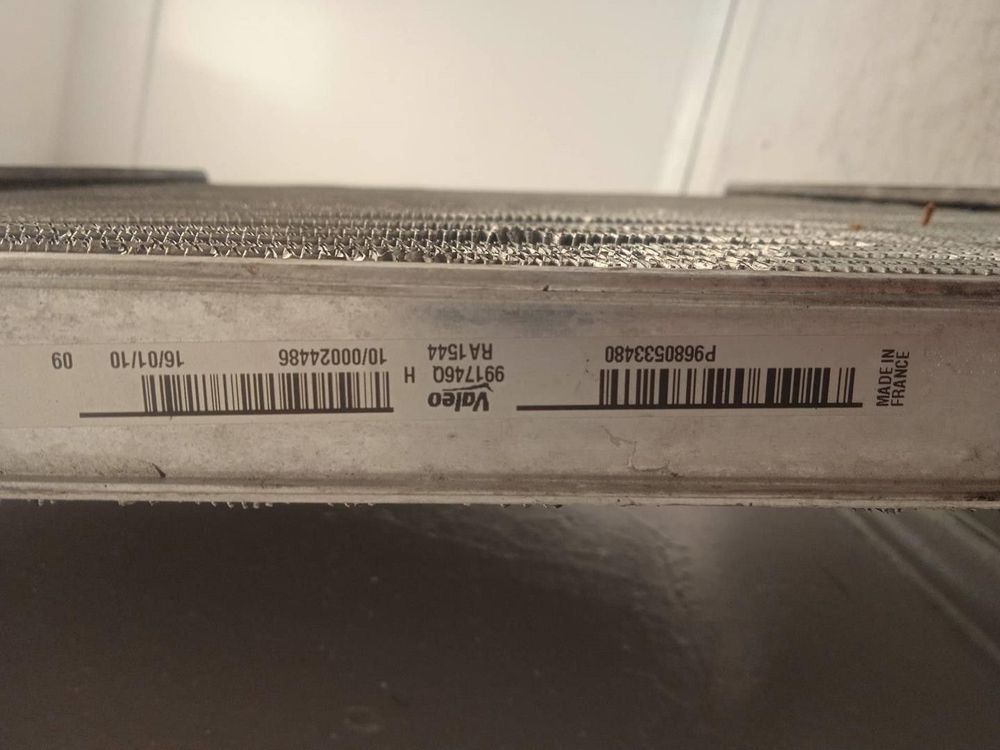 MADE IN
FRANCE
P9680533480
Valeo
991746Q H
RA1544
10/00024486
16/01/10
09